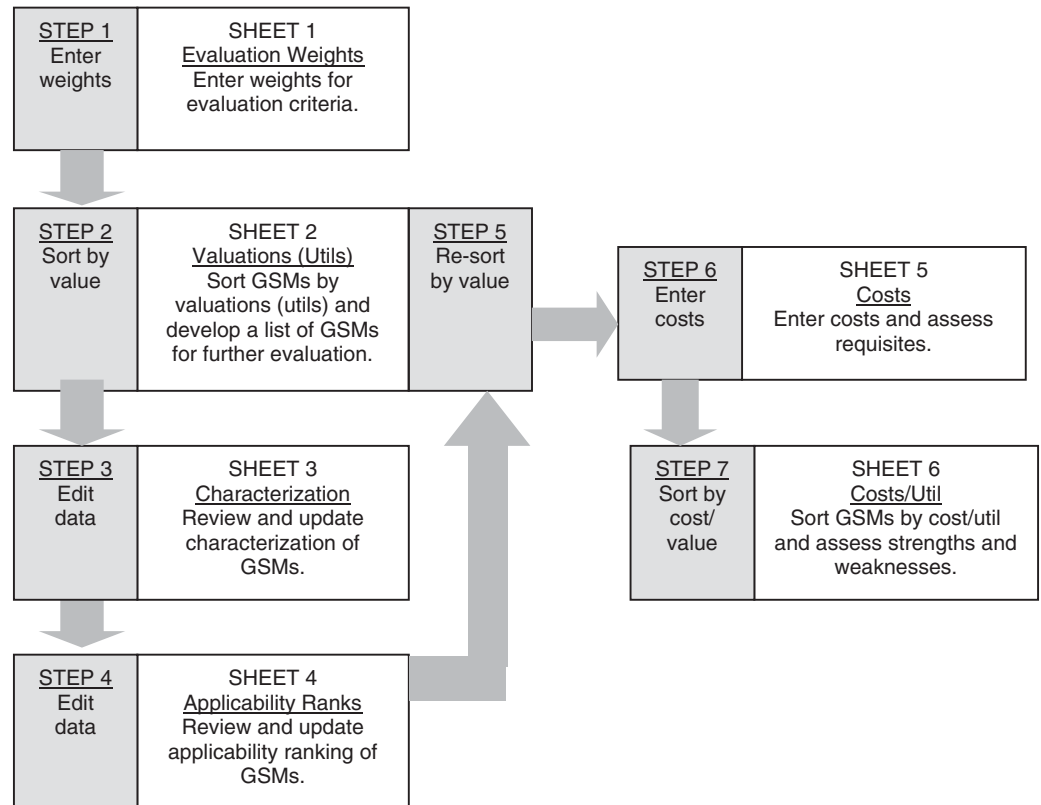 STEP 1
Enter
weights
SHEET 1
Evaluation Weights
Enter weights for
evaluation criteria.
STEP 2
Sort by
value
SHEET 2
Valuations (Utils)
Sort GSMs by
valuations (utils) and
develop a list of GSMs
for further evaluation.
STEP 5
Re-sort
by value
STEP 6
Enter
costs
SHEET 5
Costs
Enter costs and assess
requisites.
STEP 3
Edit
data
SHEET 3
Characterization
Review and update
characterization of
GSMs.
STEP 7
Sort by
cost/
value
SHEET 6
Costs/Util
Sort GSMs by cost/util
and assess strengths and
weaknesses.
STEP 4
Edit
data
SHEET 4
Applicability Ranks
Review and update
applicability ranking of
GSMs.